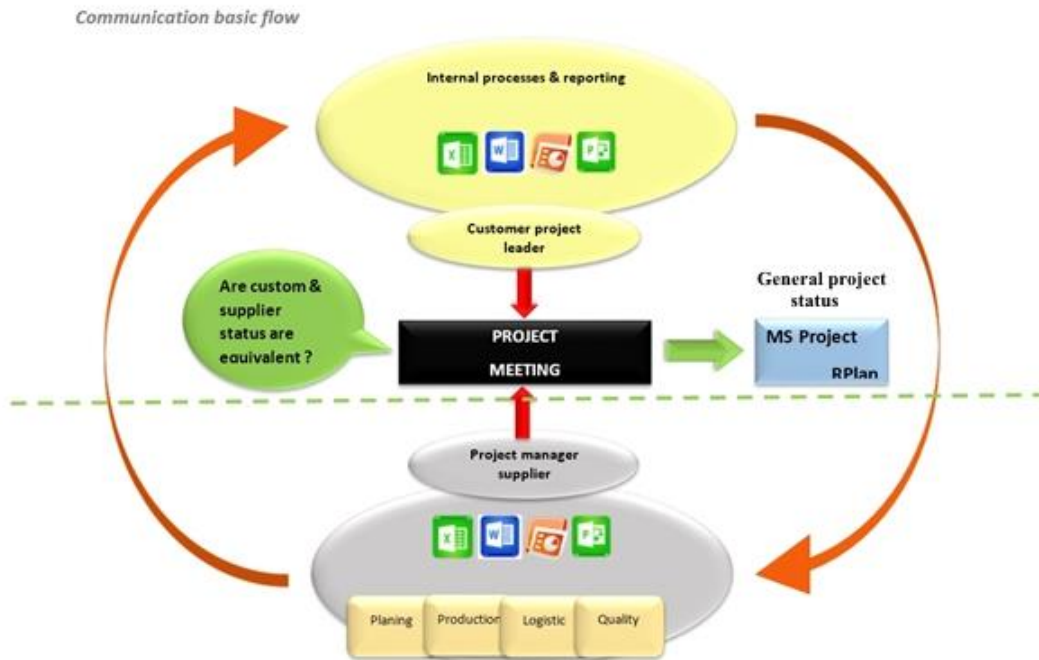 Communication basic flow
Internal processes & reporting
X
W
P
Customer project
leader
Are custom &
supplier
status are
equivalent ?
PROJECT
MEETING
General project
status
MS Project
RPlan
Project manager
supplier
X
W
P
Planing
Production
Logistic
Quality